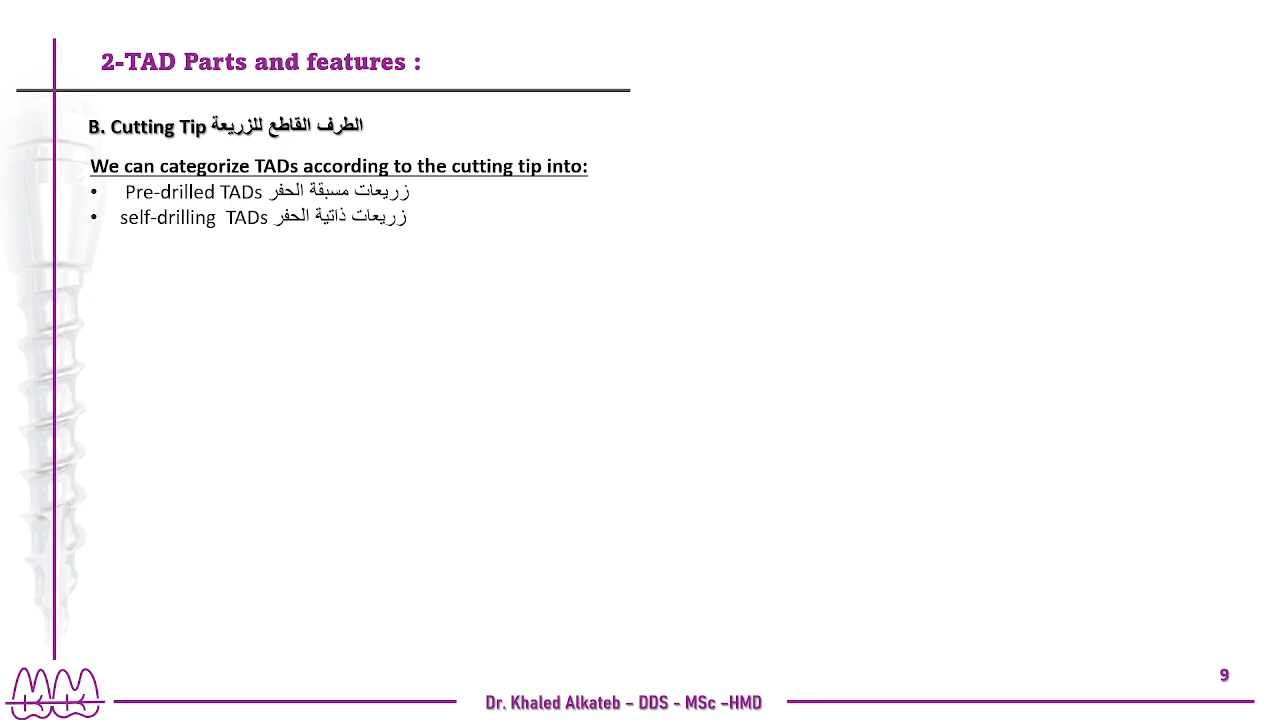 2-TAD Parts and features :
B. Cutting Tip الطرف القاطع للزريعة
We can categorize TADs according to the cutting tip into:
• Pre-drilled TADs زريعات مسبقة الحفر
• self-drilling TADs زريعات ذاتية الحفر
9
Dr. Khaled Alkateb – DDS - MSc –HMD